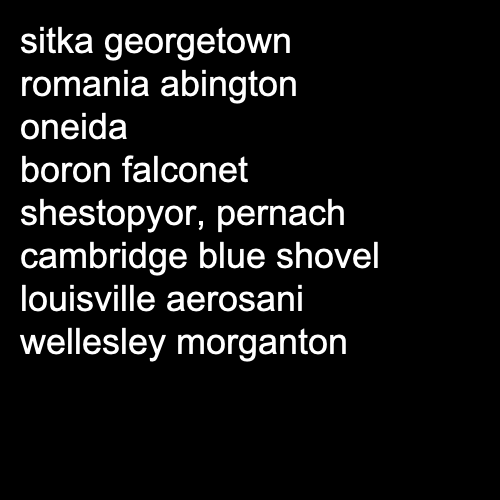 sitka georgetown
romania abington
oneida
boron falconet
shestopyor, pernach
cambridge blue shovel
louisville aerosani
wellesley morganton